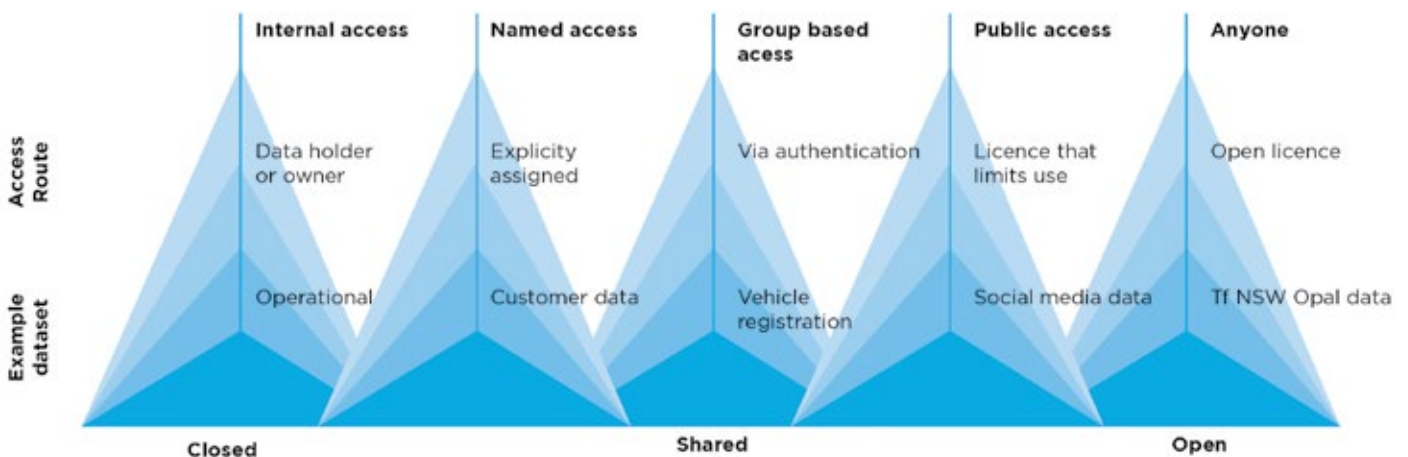 Internal access
Named access
Group based
acess
Public access
Anyone
Access
Route
Data holder
or owner
Explicity
assigned
Via authentication
Licence that
limits use
Open licence
Example
dataset
Operational
Customer data
Vehicle
registration
Social media data
Tf NSW Opal data
Closed
Shared
Open